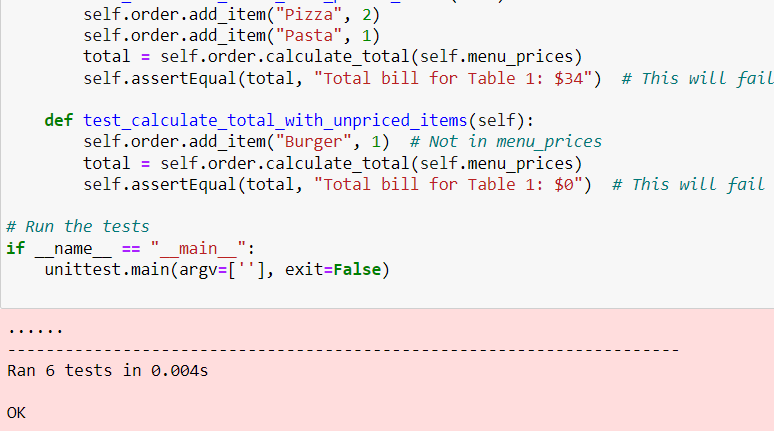 self.order.add_item("Pizza", 2)
self.order.add_item("Pasta", 1)
total = self.order.calculate_total(self.menu_prices)
self.assertEqual(total, "Total bill for Table 1: $34")  # This will fail
def test_calculate_total_with_unpriced_items(self):
self.order.add_item("Burger", 1)  # Not in menu_prices
total = self.order.calculate_total(self.menu_prices)
self.assertEqual(total, "Total bill for Table 1: $0")  # This will fail
# Run the tests
if __name__ == "__main__":
unittest.main(argv=[''], exit=False)
......
----------------------------------------------------------------------
Ran 6 tests in 0.004s
OK